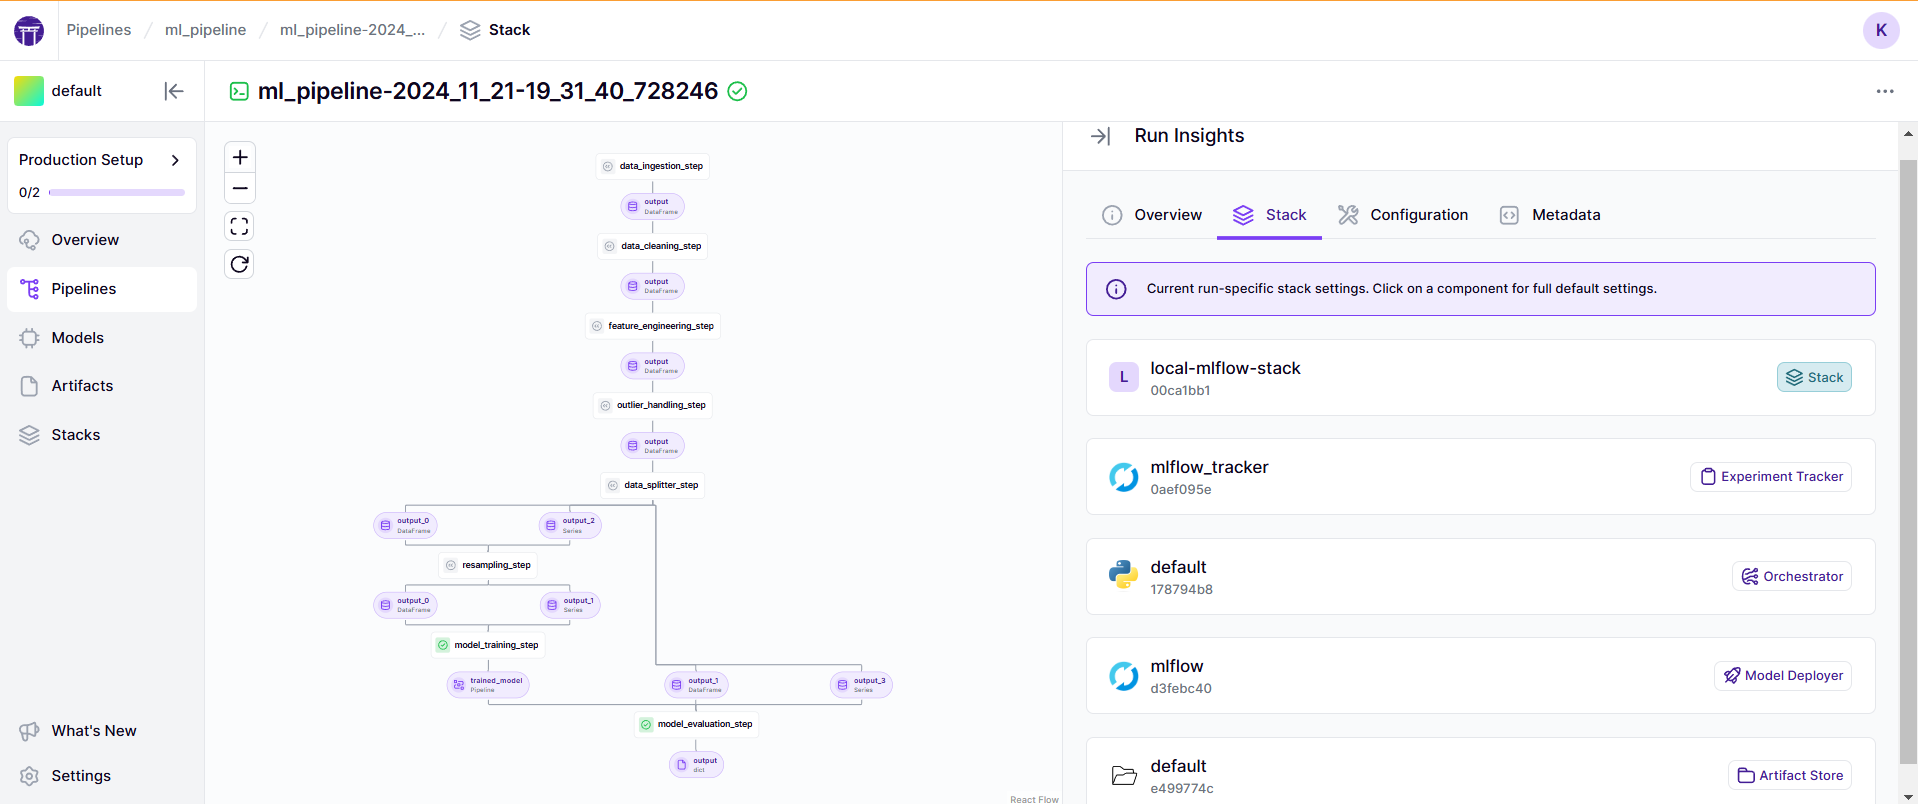 Pipelines / ml_pipeline / ml_pipeline-2024_... / Stack
K
default
ml_pipeline-2024_11_21-19_31_40_728246
Production Setup
0/2
Overview
Pipelines
Models
Artifacts
Stacks
What's New
Settings
data_ingestion_step
output
DataFrame
data_cleaning_step
output
DataFrame
feature_engineering_step
output
DataFrame
outlier_handling_step
output
DataFrame
data_splitter_step
output_0
DataFrame
output_2
Series
resampling_step
output_0
DataFrame
output_1
Series
model_training_step
trained_model
Pipeline
output_1
DataFrame
output_3
Series
model_evaluation_step
output
dict
React Flow
Run Insights
Overview
Stack
Configuration
Metadata
Current run-specific stack settings. Click on a component for full default settings.
L
local-mlflow-stack
00ca1bb1
Stack
mlflow_tracker
0aef095e
Experiment Tracker
default
178794b8
Orchestrator
mlflow
d3febc40
Model Deployer
default
e499774c
Artifact Store